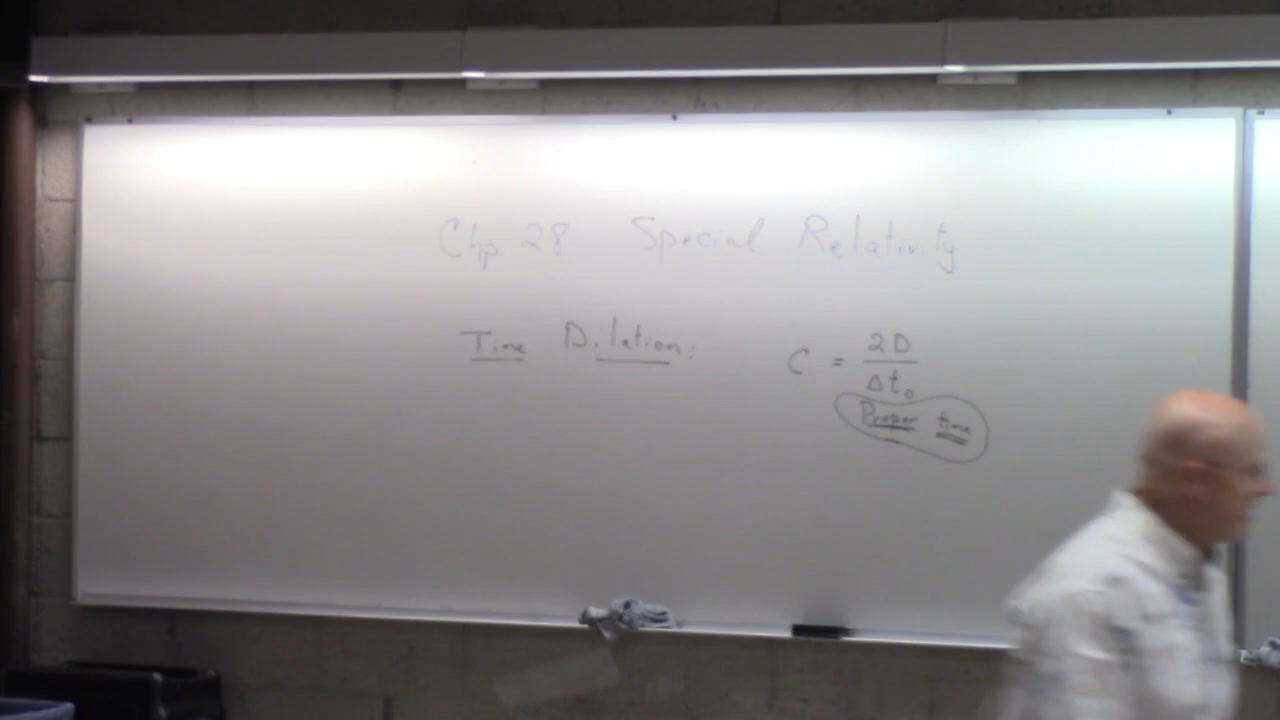 Chp 28 Special Relativity
Time Dilation: C = 2D / Δt₀
Proper time